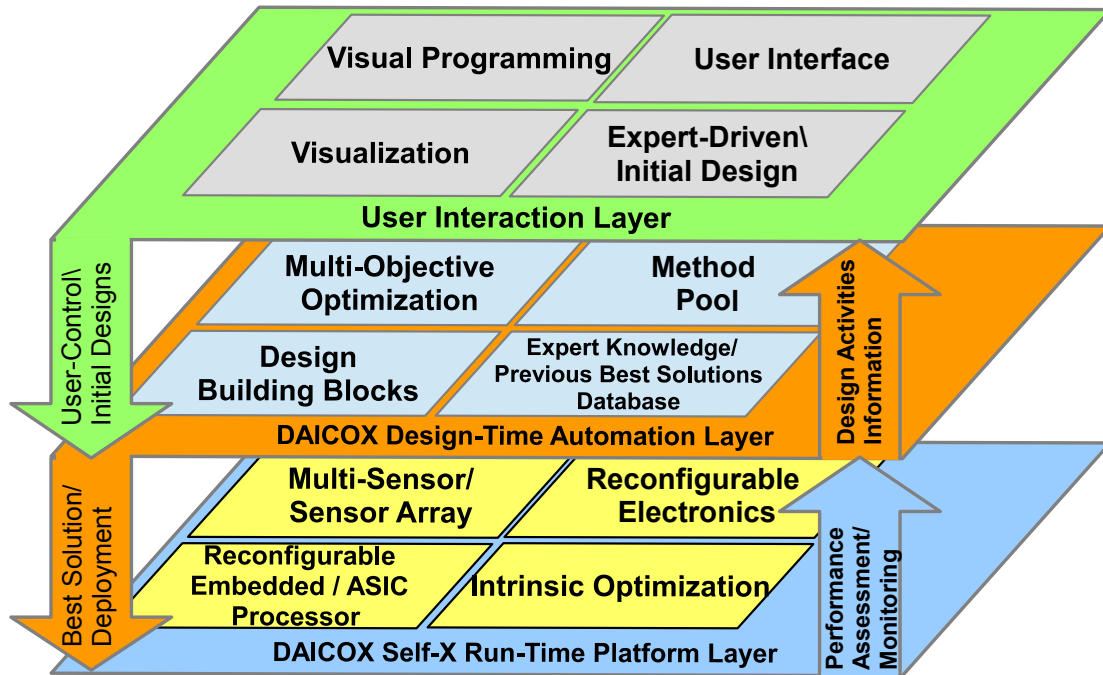 Visual Programming
User Interface
Visualization
Expert-Driven\
Initial Design
User Interaction Layer
User-Control\
Initial Designs
Multi-Objective
Optimization
Method
Pool
Design
Building Blocks
Expert Knowledge/
Previous Best Solutions
Database
DAICOX Design-Time Automation Layer
Design Activities
Information
Best Solution/
Deployment
Multi-Sensor/
Sensor Array
Reconfigurable
Electronics
Reconfigurable
Embedded / ASIC
Processor
Intrinsic Optimization
DAICOX Self-X Run-Time Platform Layer
Performance
Assessment/
Monitoring